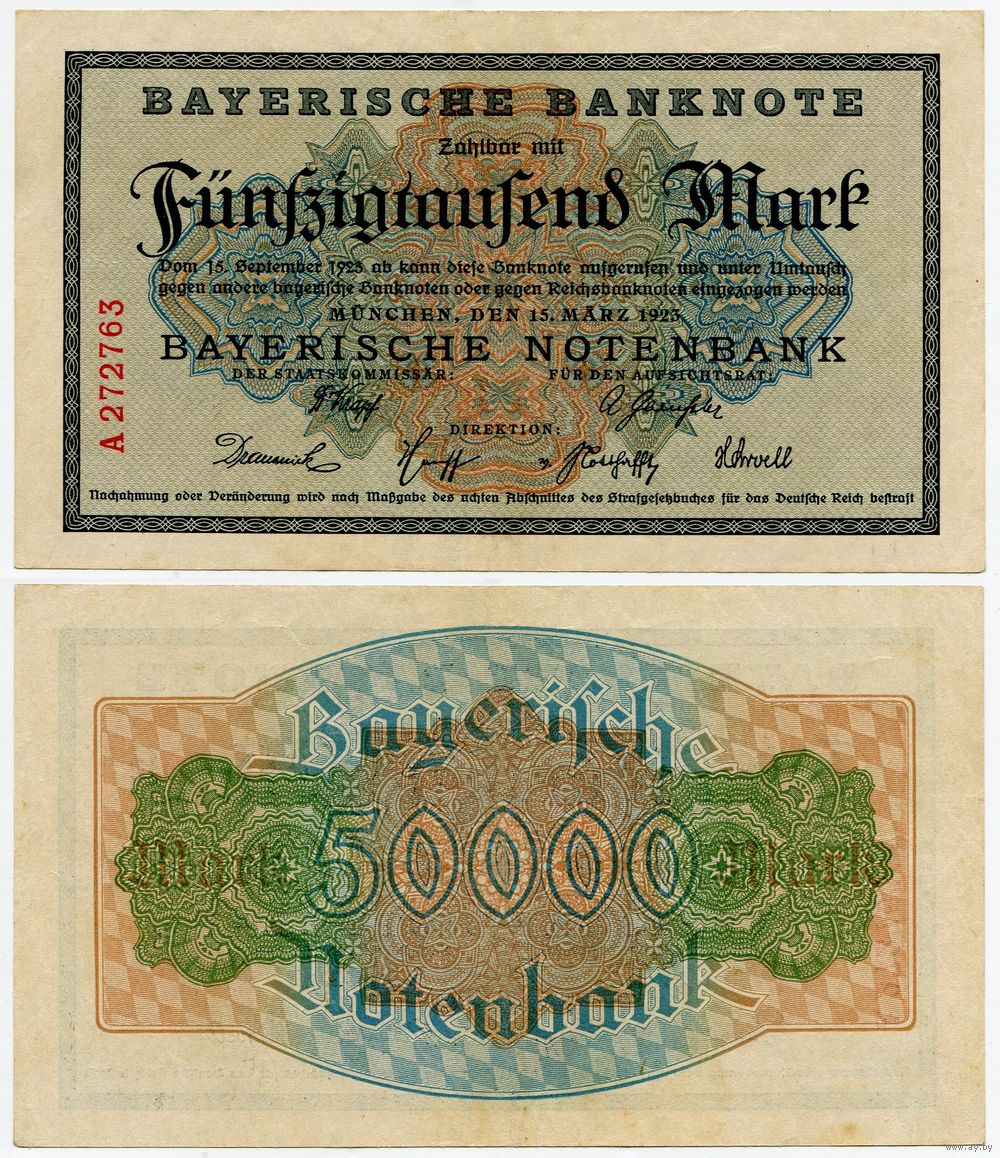 BAYERISCHE BANKNOTE
Zahlbar mit
Fünfzigtausend Mark
Vom 15. September 1923 ab kann diese Banknote aufgerufen und unter Umtausch
gegen andere bayerische Banknoten oder gegen Reichsbanknoten eingezogen werden
MÜNCHEN, DEN 15. MÄRZ 1923
BAYERISCHE NOTENBANK
DER STAATSKOMMISSÄR: FÜR DEN AUFSICHTSRAT:
DIREKTION:
A 272763
Nachahmung oder Veränderung wird nach Maßgabe des achten Abschnittes des Strafgesetzbuches für das Deutsche Reich bestraft
Bayerische
Mark 50000 Mark
Notenbank
www.ay.by